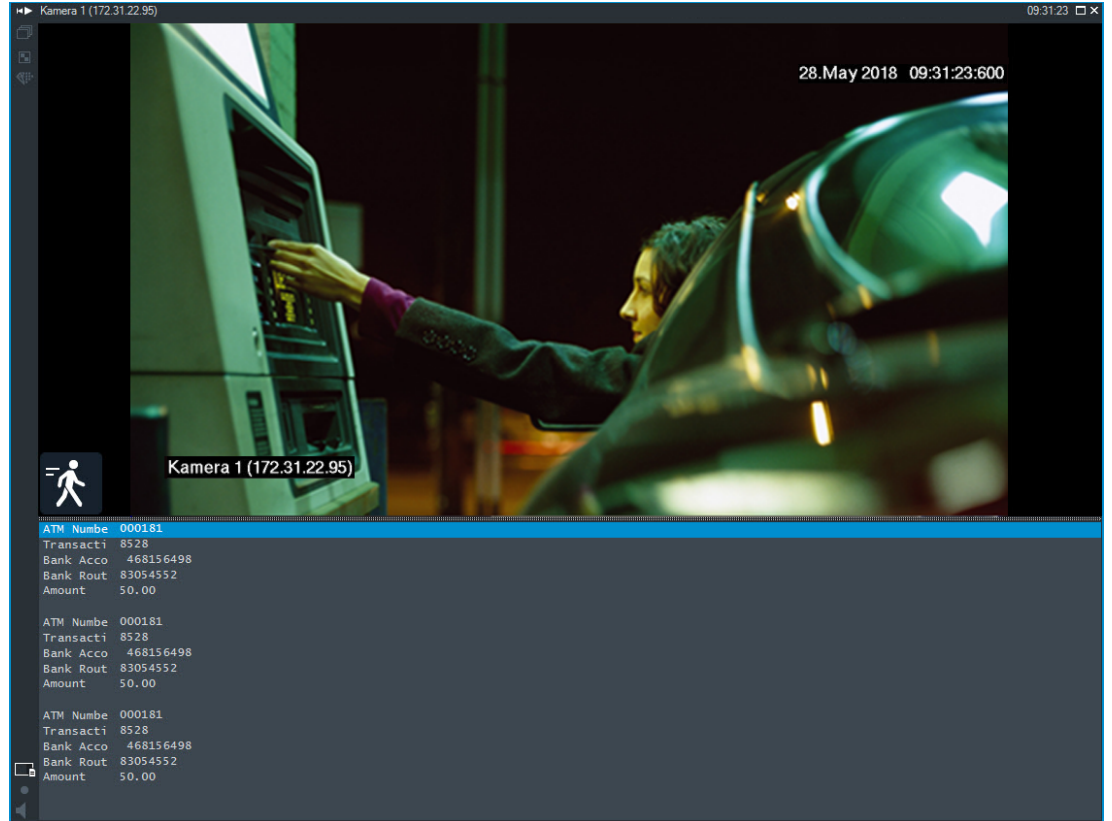 Kamera 1 (172.31.22.95)
09:31:23
28.May 2018 09:31:23:600
Kamera 1 (172.31.22.95)
ATM Numbe 000181
Transacti 8528
Bank Acco 468156498
Bank Rout 83054552
Amount 50.00
ATM Numbe 000181
Transacti 8528
Bank Acco 468156498
Bank Rout 83054552
Amount 50.00
ATM Numbe 000181
Transacti 8528
Bank Acco 468156498
Bank Rout 83054552
Amount 50.00